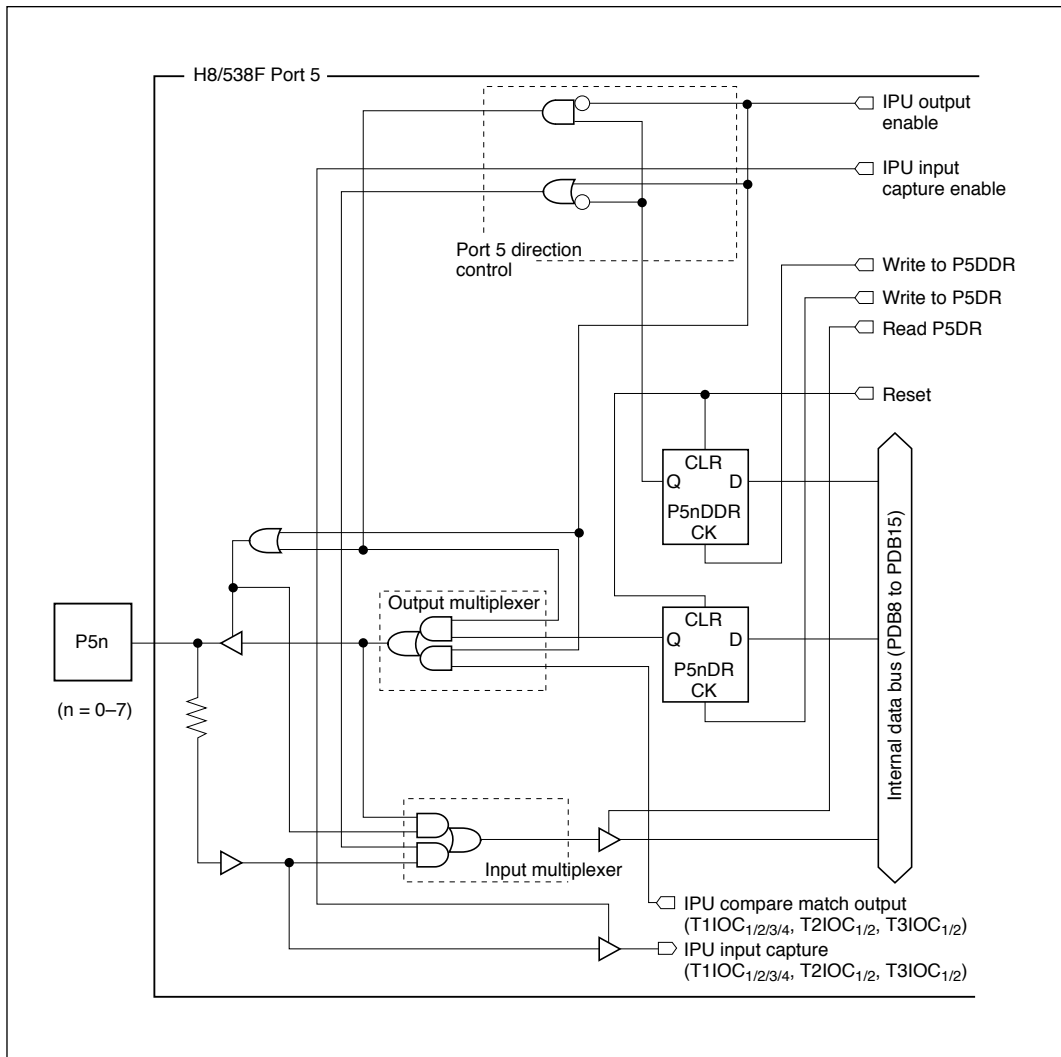 H8/538F Port 5
IPU output
enable
IPU input
capture enable
Port 5 direction
control
Write to P5DDR
Write to P5DR
Read P5DR
Reset
CLR
Q D
P5nDDR
CK
Internal data bus (PDB8 to PDB15)
Output multiplexer
P5n
(n = 0–7)
CLR
Q D
P5nDR
CK
Input multiplexer
IPU compare match output
(T1IOC1/2/3/4, T2IOC1/2, T3IOC1/2)
IPU input capture
(T1IOC1/2/3/4, T2IOC1/2, T3IOC1/2)